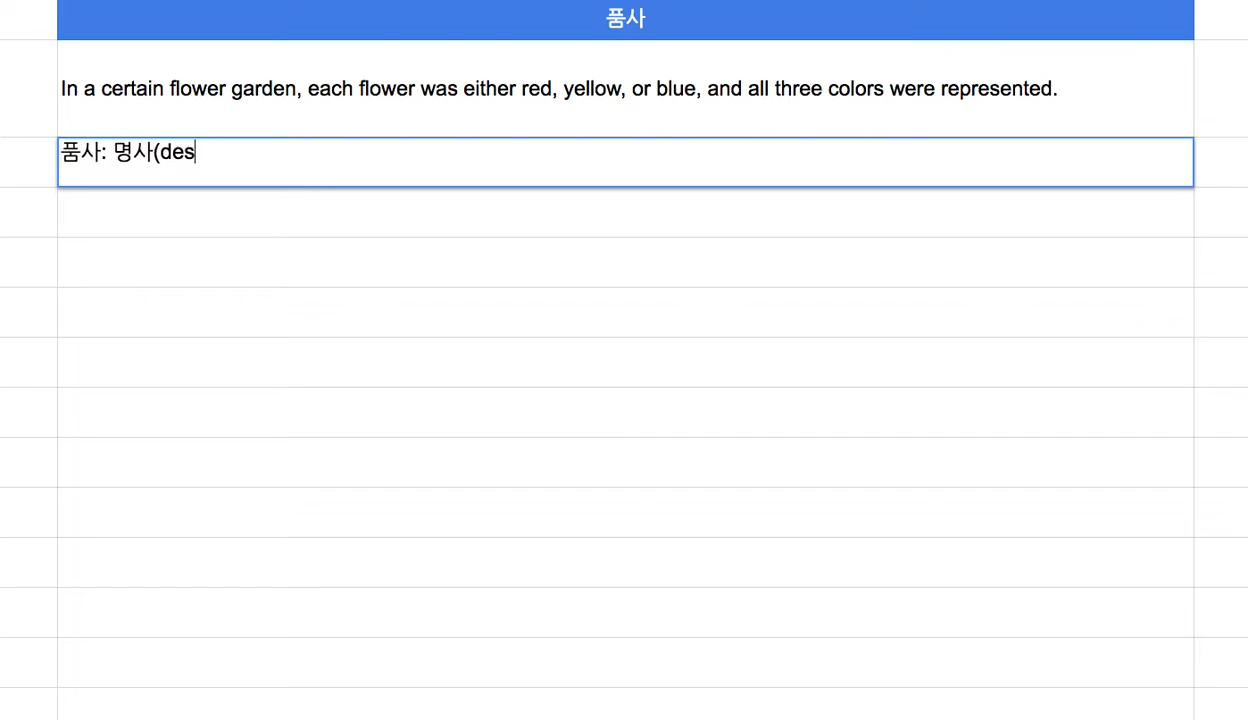 품사
In a certain flower garden, each flower was either red, yellow, or blue, and all three colors were represented.
품사: 명사(des